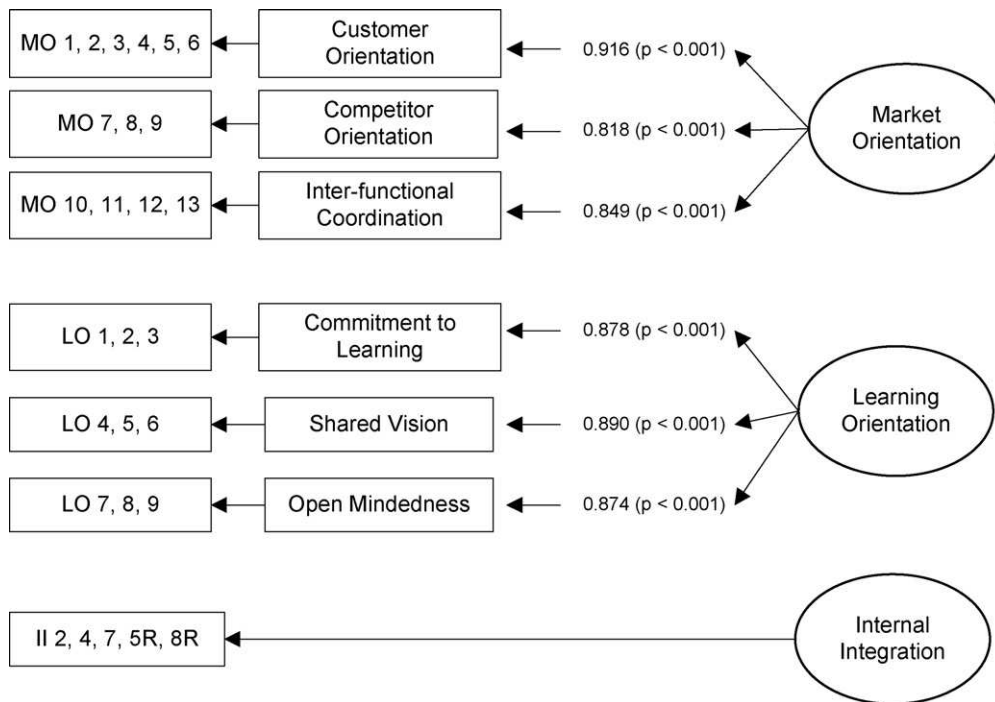 MO 1, 2, 3, 4, 5, 6
Customer
Orientation
0.916 (p < 0.001)
Market
Orientation
MO 7, 8, 9
Competitor
Orientation
0.818 (p < 0.001)
MO 10, 11, 12, 13
Inter-functional
Coordination
0.849 (p < 0.001)
LO 1, 2, 3
Commitment to
Learning
0.878 (p < 0.001)
Learning
Orientation
LO 4, 5, 6
Shared Vision
0.890 (p < 0.001)
LO 7, 8, 9
Open Mindedness
0.874 (p < 0.001)
II 2, 4, 7, 5R, 8R
Internal
Integration